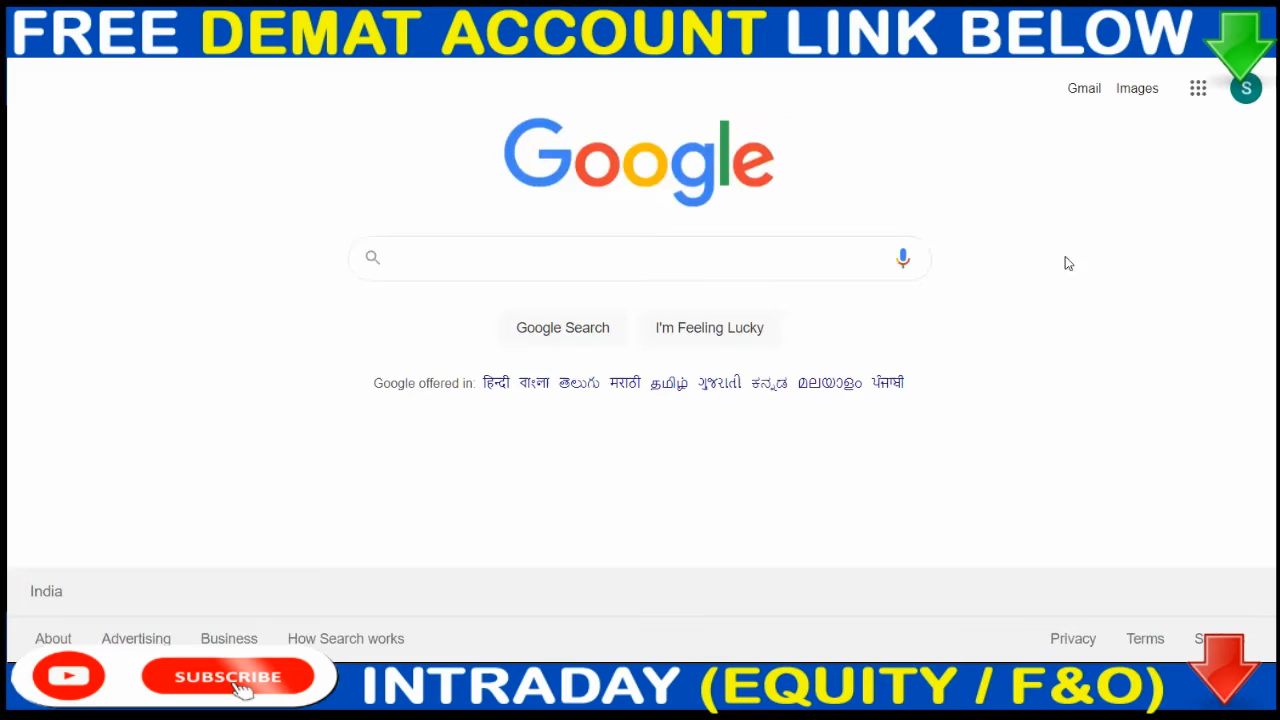 FREE DEMAT ACCOUNT LINK BELOW
Gmail Images S
Google
Google Search I'm Feeling Lucky
Google offered in: हिन्दी বাংলা తెలుగు मराठी தமிழ் ગુજરાતી ಕನ್ನಡ മലയാളം ਪੰਜਾਬੀ
India
About Advertising Business How Search works Privacy Terms
SUBSCRIBE
INTRADAY (EQUITY / F&O)